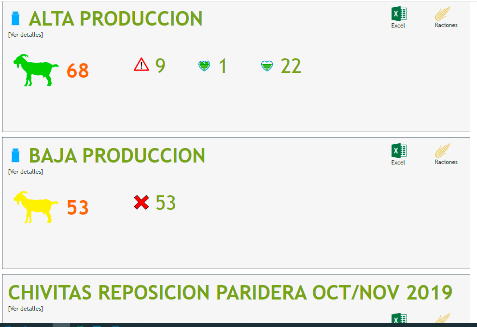 ALTA PRODUCCION
Excel
Raciones
[Ver detalles]
68
9
1
22
BAJA PRODUCCION
Excel
Raciones
[Ver detalles]
53
53
CHIVITAS REPOSICION PARIDERA OCT/NOV 2019
[Ver detalles]